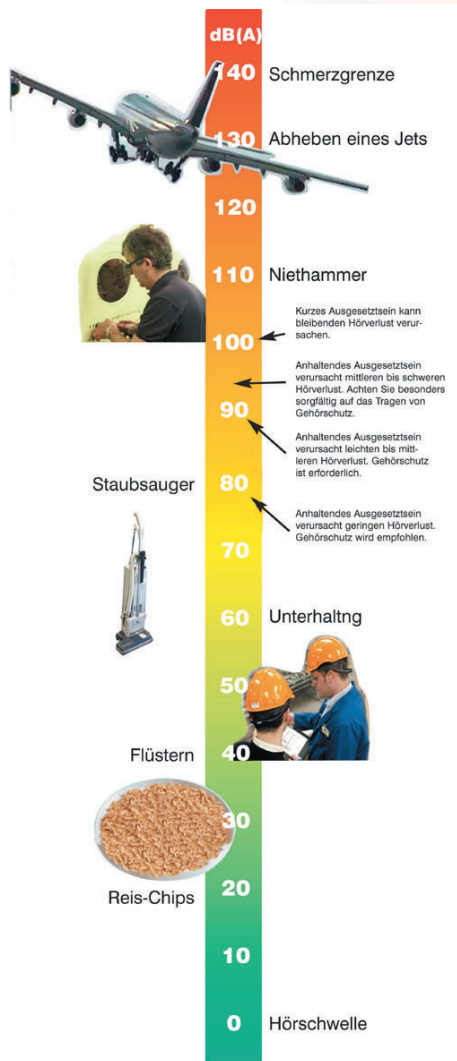 dB(A)
140 Schmerzgrenze
130 Abheben eines Jets
120
110 Niethammer
Kurzes Ausgesetztsein kann
bleibenden Hörverlust verur-
sachen.
100
Anhaltendes Ausgesetztsein
verursacht mittleren bis schweren
Hörverlust. Achten Sie besonders
sorgfältig auf das Tragen von
Gehörschutz.
90
Anhaltendes Ausgesetztsein
verursacht leichten bis mitt-
leren Hörverlust. Gehörschutz
ist erforderlich.
Staubsauger 80
Anhaltendes Ausgesetztsein
verursacht geringen Hörverlust.
Gehörschutz wird empfohlen.
70
60 Unterhaltng
50
Flüstern 40
30
Reis-Chips 20
10
0 Hörschwelle